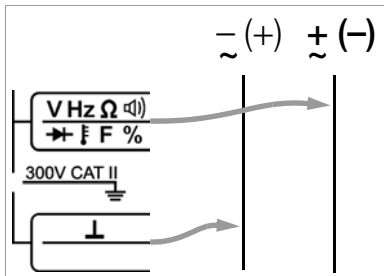 − (+) + (−)
~ ~
V Hz Ω
F %
300V CAT II
⊥